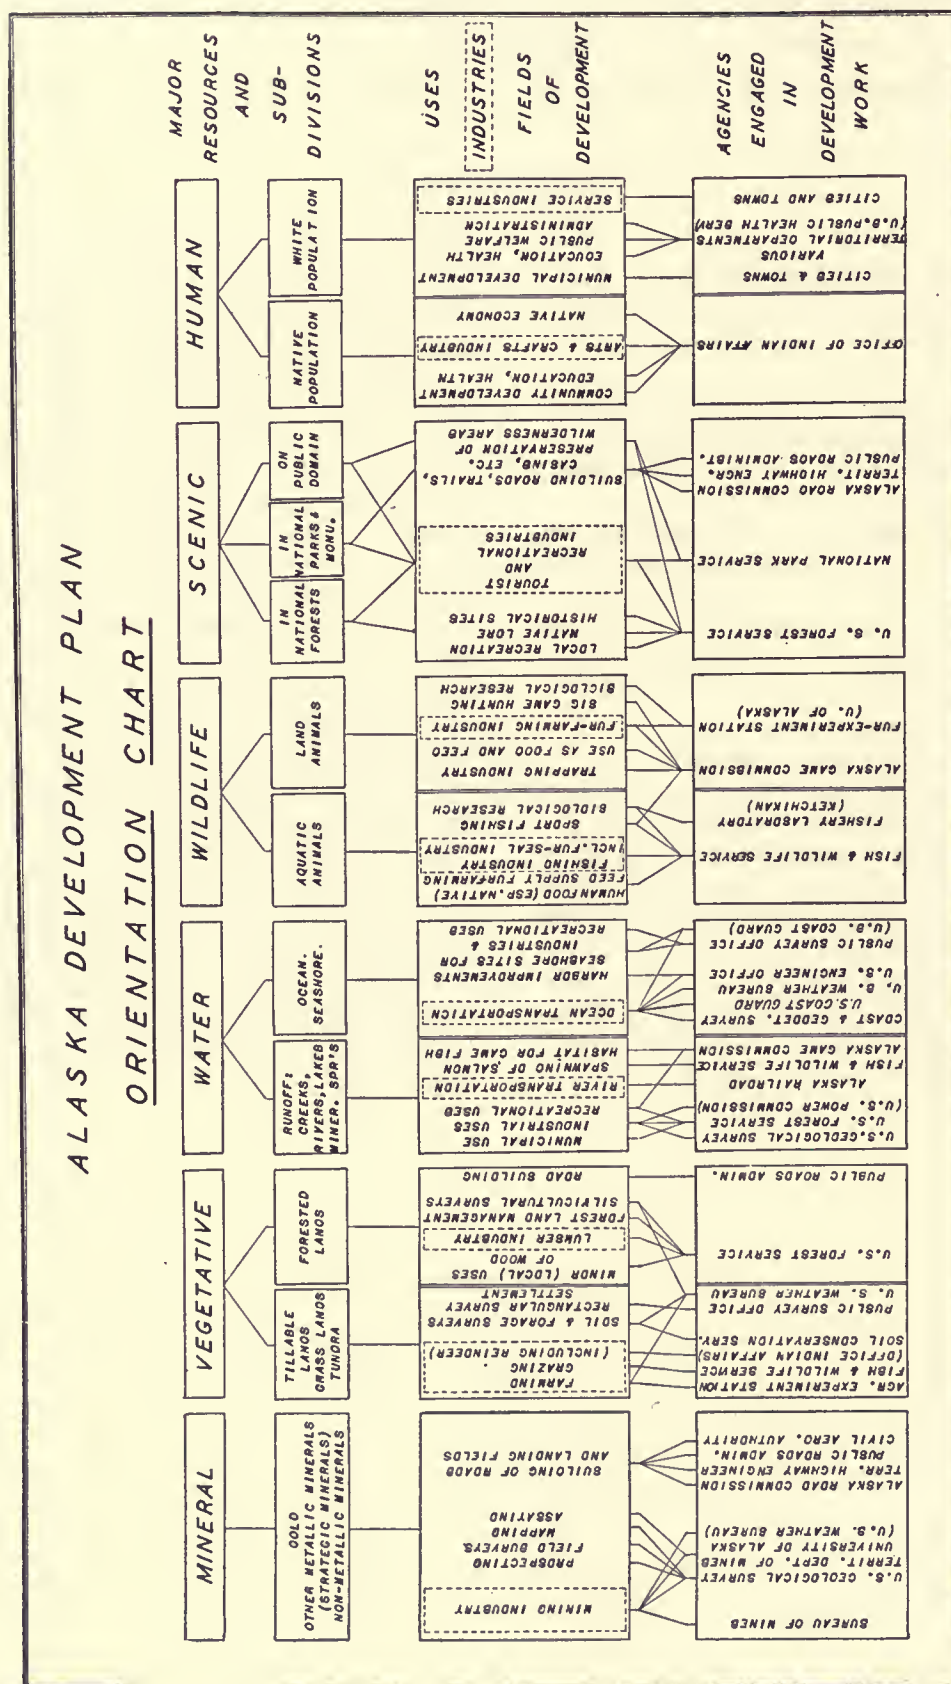 ALASKA DEVELOPMENT PLAN
ORIENTATION CHART
MAJOR
RESOURCES
AND
SUB-
DIVISIONS
MINERAL
VEGETATIVE
WATER
WILDLIFE
SCENIC
HUMAN
GOLD
OTHER METALLIC MINERALS
(STRATEGIC MINERALS)
NON-METALLIC MINERALS
TILLABLE
LANDS
GRASS LANDS
TUNDRA
FORESTED
LANDS
RUNOFF:
CREEKS,
RIVERS, LAKES
MINER. SPR'S
OCEAN.
SEASHORE.
AQUATIC
ANIMALS
LAND
ANIMALS
IN
NATIONAL
FORESTS
IN
NATIONAL
PARKS &
MONU.
ON
PUBLIC
DOMAIN
NATIVE
POPULATION
WHITE
POPULATION
USES
INDUSTRIES
FIELDS
OF
DEVELOPMENT
MINING INDUSTRY
PROSPECTING
FIELD SURVEYS,
MAPPING
ASSAYING
BUILDING OF ROADS
AND LANDING FIELDS
FARMING
GRAZING
(INCLUDING REINDEER)
SOIL & FORAGE SURVEYS
RECTANGULAR SURVEY
SETTLEMENT
MINOR (LOCAL) USES
OF WOOD
LUMBER INDUSTRY
FOREST LAND MANAGEMENT
SILVICULTURAL SURVEYS
ROAD BUILDING
MUNICIPAL USE
INDUSTRIAL USES
RECREATIONAL USES
RIVER TRANSPORTATION
SPAWNING OF SALMON
HABITAT FOR GAME FISH
OCEAN TRANSPORTATION
HARBOR IMPROVEMENTS
SEASHORE SITES FOR
INDUSTRIES &
RECREATIONAL USES
HUMAN FOOD (ESP. NATIVE)
FEED SUPPLY FURFARMING
FISHING INDUSTRY
INCL. FUR-SEAL INDUSTRY
SPORT FISHING
BIOLOGICAL RESEARCH
TRAPPING INDUSTRY
USE AS FOOD AND FEED
FUR-FARMING INDUSTRY
BIG GAME HUNTING
BIOLOGICAL RESEARCH
LOCAL RECREATION
NATIVE LORE
HISTORICAL SITES
TOURIST
AND
RECREATIONAL
INDUSTRIES
BUILDING ROADS, TRAILS,
CABINS, ETC.
PRESERVATION OF
WILDERNESS AREAS
COMMUNITY DEVELOPMENT
EDUCATION, HEALTH
ARTS & CRAFTS INDUSTRY
NATIVE ECONOMY
MUNICIPAL DEVELOPMENT
EDUCATION, HEALTH
PUBLIC WELFARE
ADMINISTRATION
SERVICE INDUSTRIES
AGENCIES
ENGAGED
IN
DEVELOPMENT
WORK
BUREAU OF MINES
U.S. GEOLOGICAL SURVEY
TERRIT. DEPT. OF MINES
UNIVERSITY OF ALASKA
(U.S. WEATHER BUREAU)
ALASKA ROAD COMMISSION
TERR. HIGHWAY ENGINEER
PUBLIC ROADS ADMIN.
CIVIL AERO. AUTHORITY
AGR. EXPERIMENT STATION
FISH & WILDLIFE SERVICE
(OFFICE INDIAN AFFAIRS)
SOIL CONSERVATION SERV.
PUBLIC SURVEY OFFICE
U. S. WEATHER BUREAU
U.S. FOREST SERVICE
PUBLIC ROADS ADMIN.
U.S. GEOLOGICAL SURVEY
U.S. FOREST SERVICE
(U.S. POWER COMMISSION)
ALASKA RAILROAD
FISH & WILDLIFE SERVICE
ALASKA GAME COMMISSION
COAST & GEODET. SURVEY
U.S. COAST GUARD
U. S. WEATHER BUREAU
U.S. ENGINEER OFFICE
PUBLIC SURVEY OFFICE
(U.S. COAST GUARD)
FISH & WILDLIFE SERVICE
FISHERY LABORATORY
(KETCHIKAN)
ALASKA GAME COMMISSION
FUR-EXPERIMENT STATION
(U. OF ALASKA)
U. S. FOREST SERVICE
NATIONAL PARK SERVICE
ALASKA ROAD COMMISSION
TERRIT. HIGHWAY ENGR.
PUBLIC ROADS ADMINIST.
OFFICE OF INDIAN AFFAIRS
CITIES & TOWNS
VARIOUS
TERRITORIAL DEPARTMENTS
(U.S. PUBLIC HEALTH SERV)
CITIES AND TOWNS